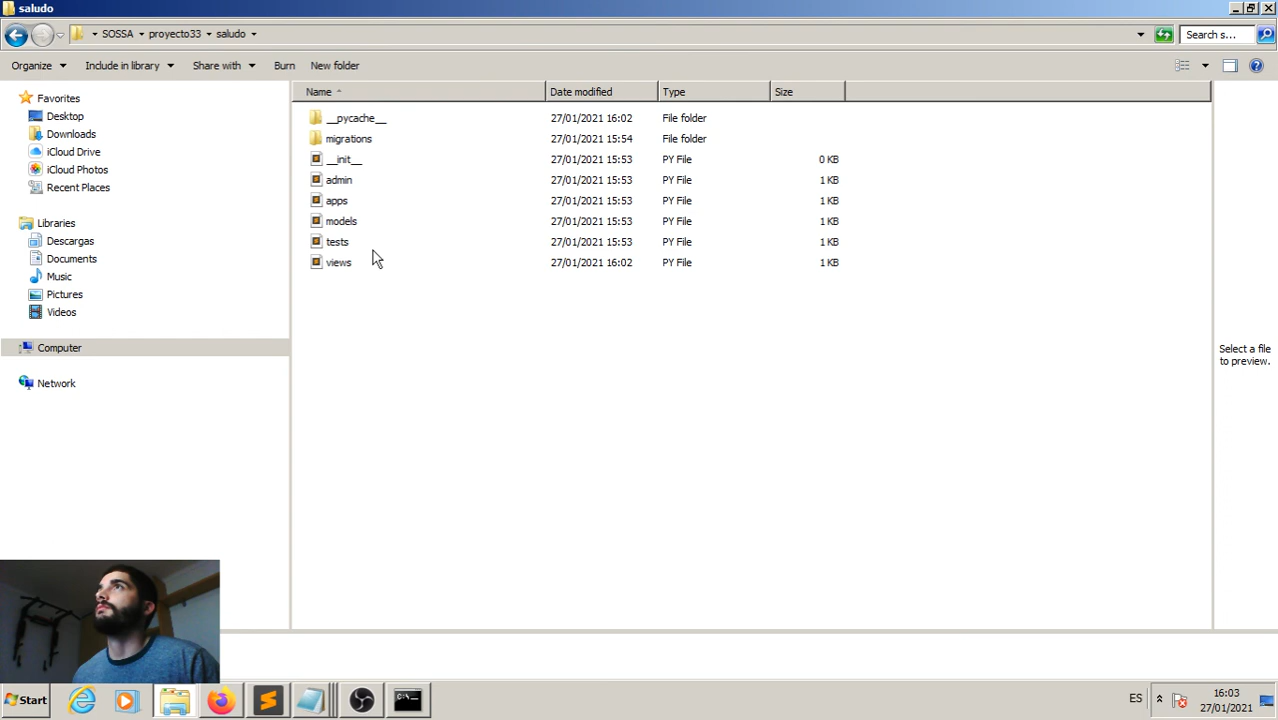 saludo
SOSSA proyecto33 saludo
Search s...
Organize Include in library Share with Burn New folder
Name Date modified Type Size
Favorites
Desktop
Downloads
iCloud Drive
iCloud Photos
Recent Places
Libraries
Descargas
Documents
Music
Pictures
Videos
Computer
Network
__pycache__ 27/01/2021 16:02 File folder
migrations 27/01/2021 15:54 File folder
__init__ 27/01/2021 15:53 PY File 0 KB
admin 27/01/2021 15:53 PY File 1 KB
apps 27/01/2021 15:53 PY File 1 KB
models 27/01/2021 15:53 PY File 1 KB
tests 27/01/2021 15:53 PY File 1 KB
views 27/01/2021 16:02 PY File 1 KB
Select a file
to preview.
Start
C:\
ES
16:03
27/01/2021